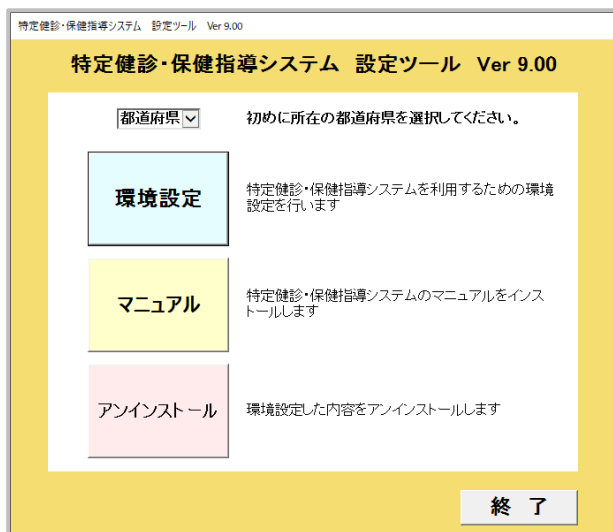 特定健診・保健指導システム 設定ツール Ver 9.00
特定健診・保健指導システム 設定ツール Ver 9.00
都道府県
初めに所在の都道府県を選択してください。
環境設定
特定健診・保健指導システムを利用するための環境
設定を行います
マニュアル
特定健診・保健指導システムのマニュアルをインス
トールします
アンインストール
環境設定した内容をアンインストールします
終 了